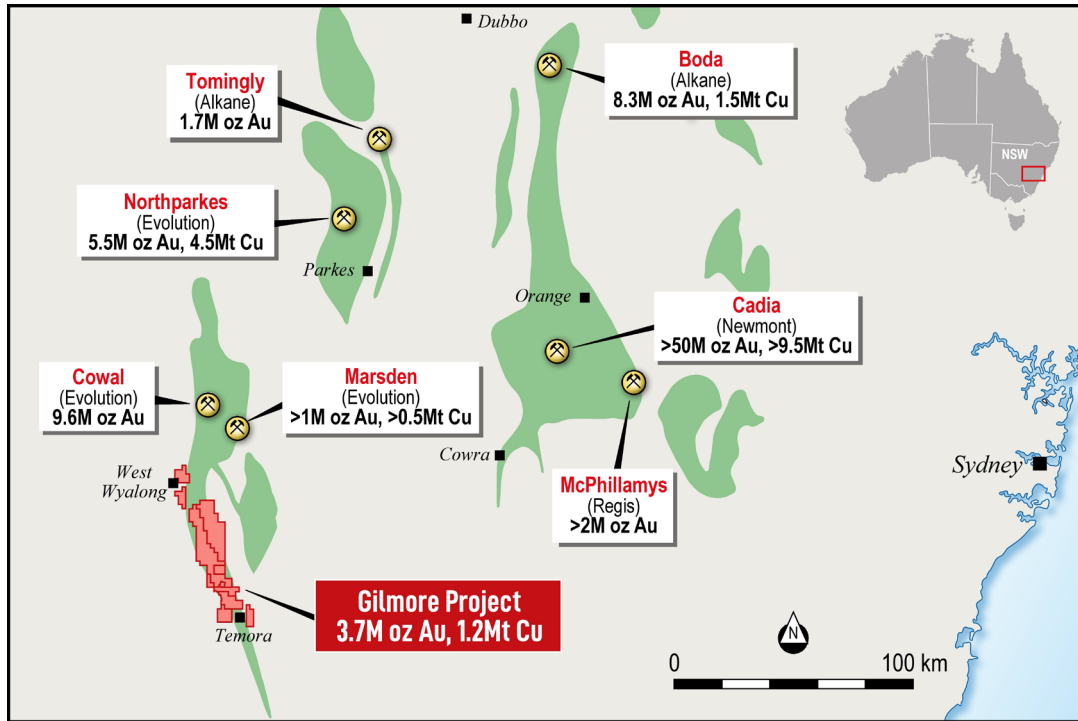 Dubbo
Tomingly
(Alkane)
1.7M oz Au
Boda
(Alkane)
8.3M oz Au, 1.5Mt Cu
NSW
Northparkes
(Evolution)
5.5M oz Au, 4.5Mt Cu
Parkes
Orange
Cadia
(Newmont)
>50M oz Au, >9.5Mt Cu
Cowal
(Evolution)
9.6M oz Au
Marsden
(Evolution)
>1M oz Au, >0.5Mt Cu
Cowra
West
Wyalong
McPhillamys
(Regis)
>2M oz Au
Sydney
Gilmore Project
3.7M oz Au, 1.2Mt Cu
Temora
N
0
100 km